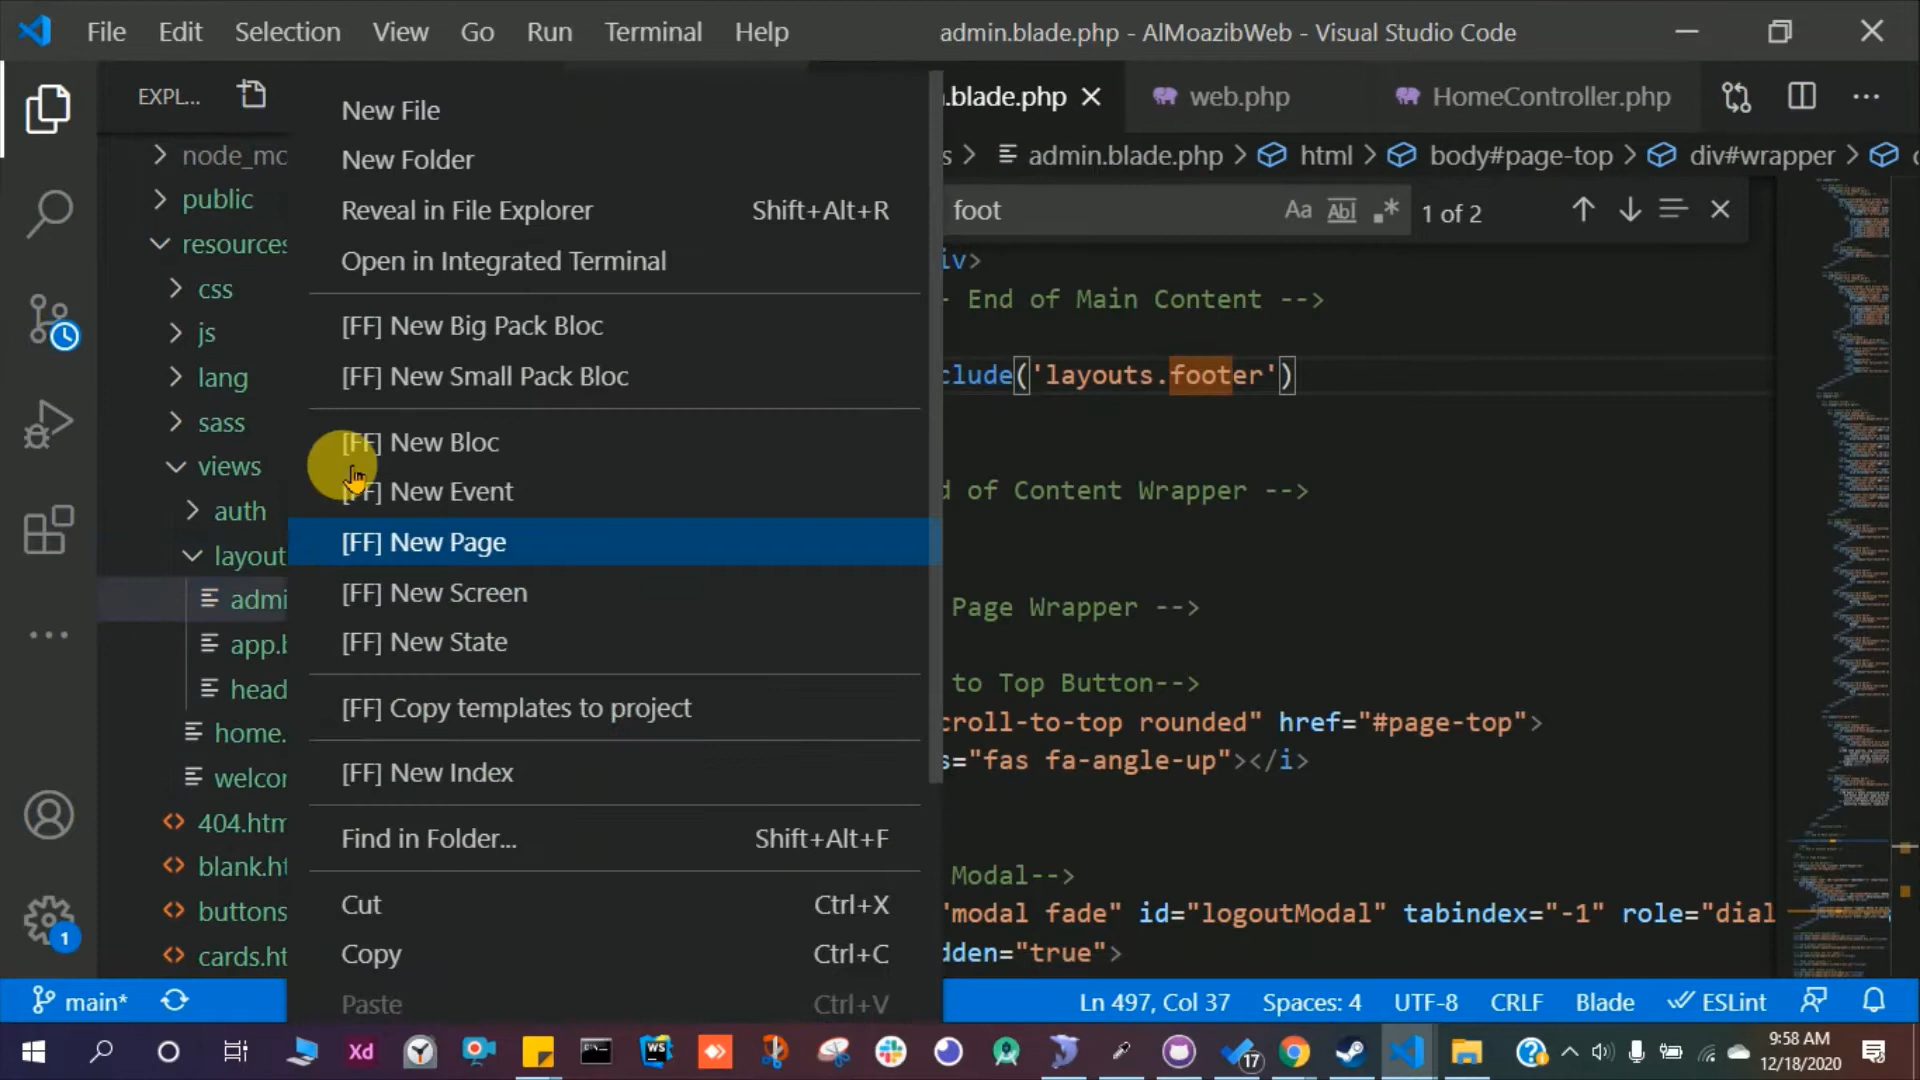 File Edit Selection View Go Run Terminal Help admin.blade.php - AlMoazibWeb - Visual Studio Code
EXPL...
.blade.php
web.php
HomeController.php
admin.blade.php
html
body#page-top
div#wrapper
foot
Aa
Abl
1 of 2
public
resources
css
js
lang
sass
views
auth
layout
admi
app.b
head
home.
welcor
404.htm
blank.ht
buttons
cards.ht
New File
New Folder
Reveal in File Explorer Shift+Alt+R
Open in Integrated Terminal
[FF] New Big Pack Bloc
[FF] New Small Pack Bloc
[FF] New Bloc
[FF] New Event
[FF] New Page
[FF] New Screen
[FF] New State
[FF] Copy templates to project
[FF] New Index
Find in Folder... Shift+Alt+F
Cut Ctrl+X
Copy Ctrl+C
Paste Ctrl+V
iv>
- End of Main Content -->
clude('layouts.footer')
d of Content Wrapper -->
Page Wrapper -->
to Top Button-->
croll-to-top rounded" href="#page-top">
s="fas fa-angle-up"></i>
Modal-->
"modal fade" id="logoutModal" tabindex="-1" role="dial
dden="true">
main*
Ln 497, Col 37 Spaces: 4 UTF-8 CRLF Blade ESLint
1
Xd
WS
17
9:58 AM
12/18/2020